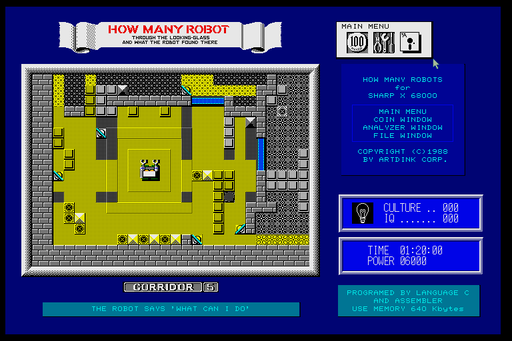 HOW MANY ROBOT
THROUGH THE LOOKING-GLASS
AND WHAT THE ROBOT FOUND THERE
MAIN MENU
100
HOW MANY ROBOTS
for
SHARP X 68000
MAIN MENU
COIN WINDOW
ANALYZER WINDOW
FILE WINDOW
COPYRIGHT (C)1988
BY ARTDINK CORP.
CULTURE .. 000
IQ ....... 000
TIME 01:20:00
POWER 06000
CORRIDOR 5
THE ROBOT SAYS 'WHAT CAN I DO'
PROGRAMED BY LANGUAGE C
AND ASSEMBLER
USE MEMORY 640 Kbytes